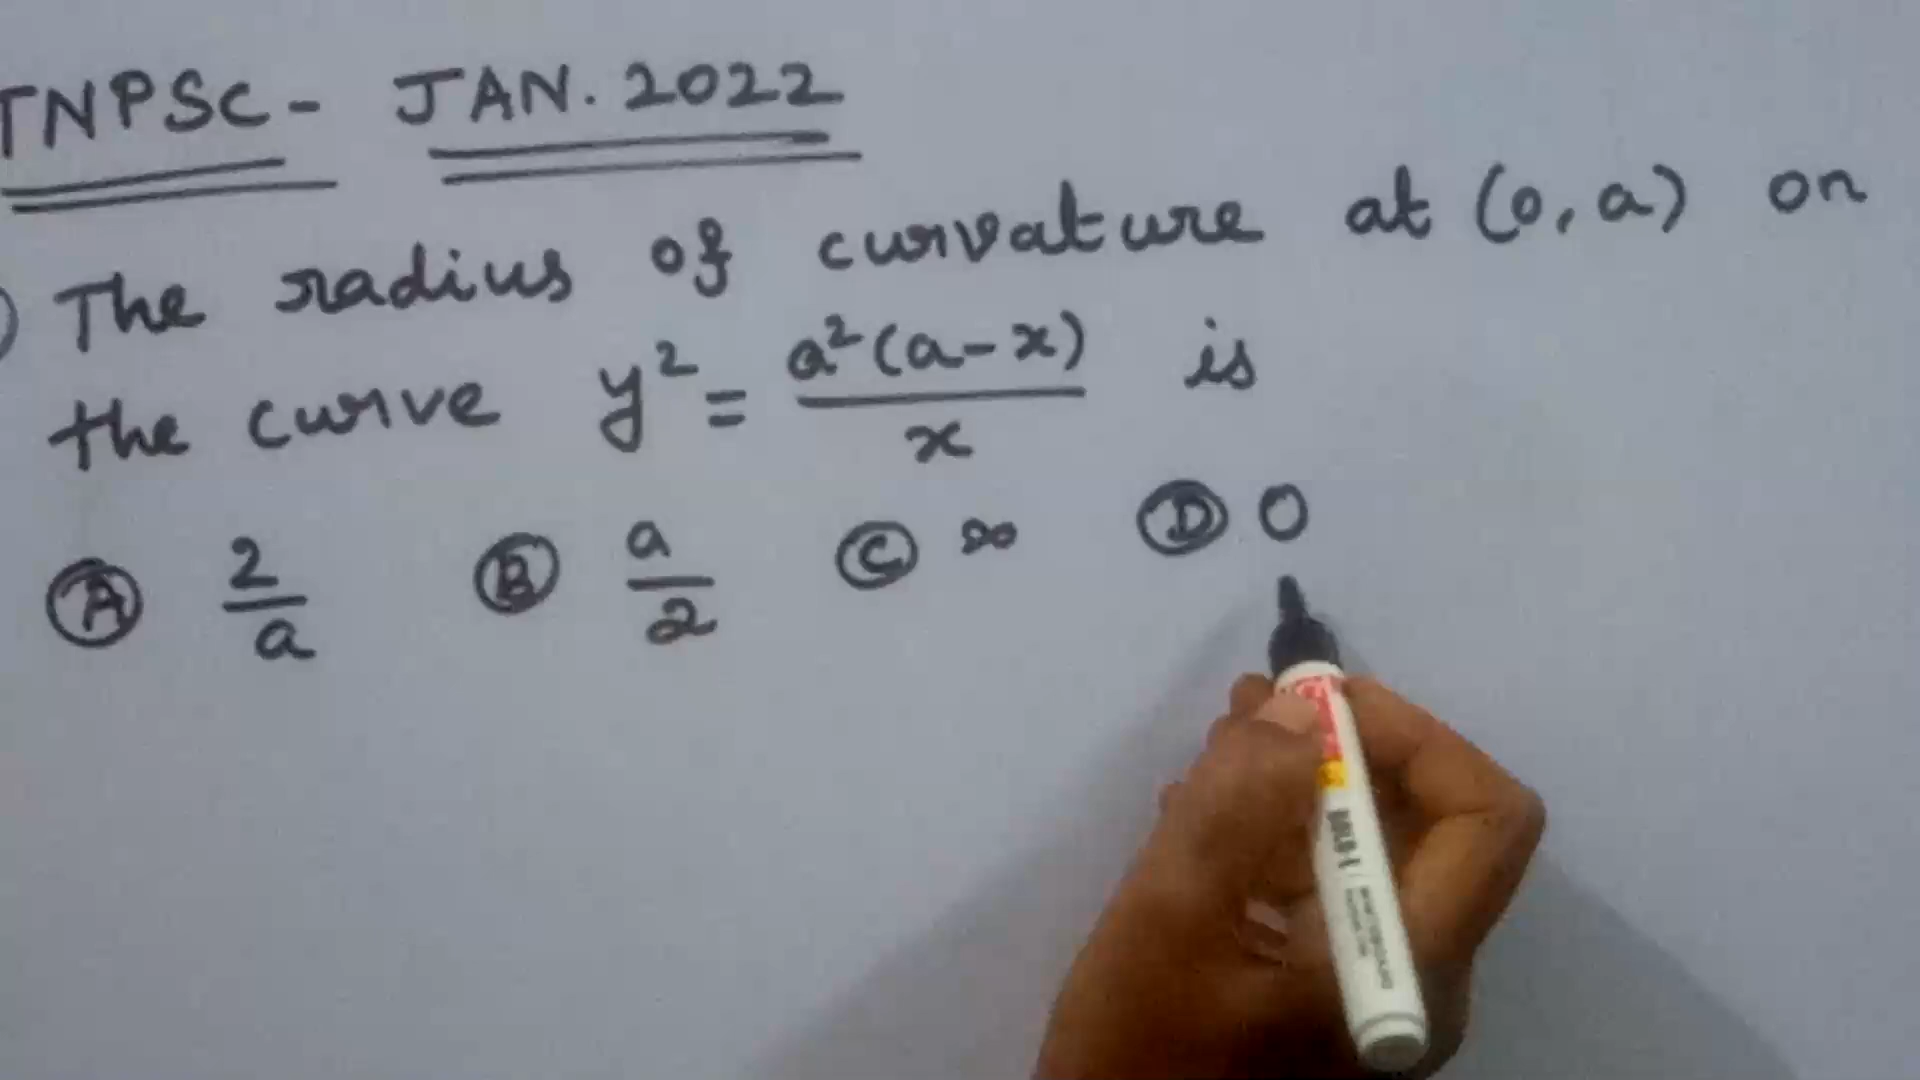 TNPSC - JAN. 2022
The radius of curvature at (0, a) on
the curve y² = a²(a-x)/x is
Ⓐ 2/a Ⓑ a/2 Ⓒ ∞ Ⓓ 0